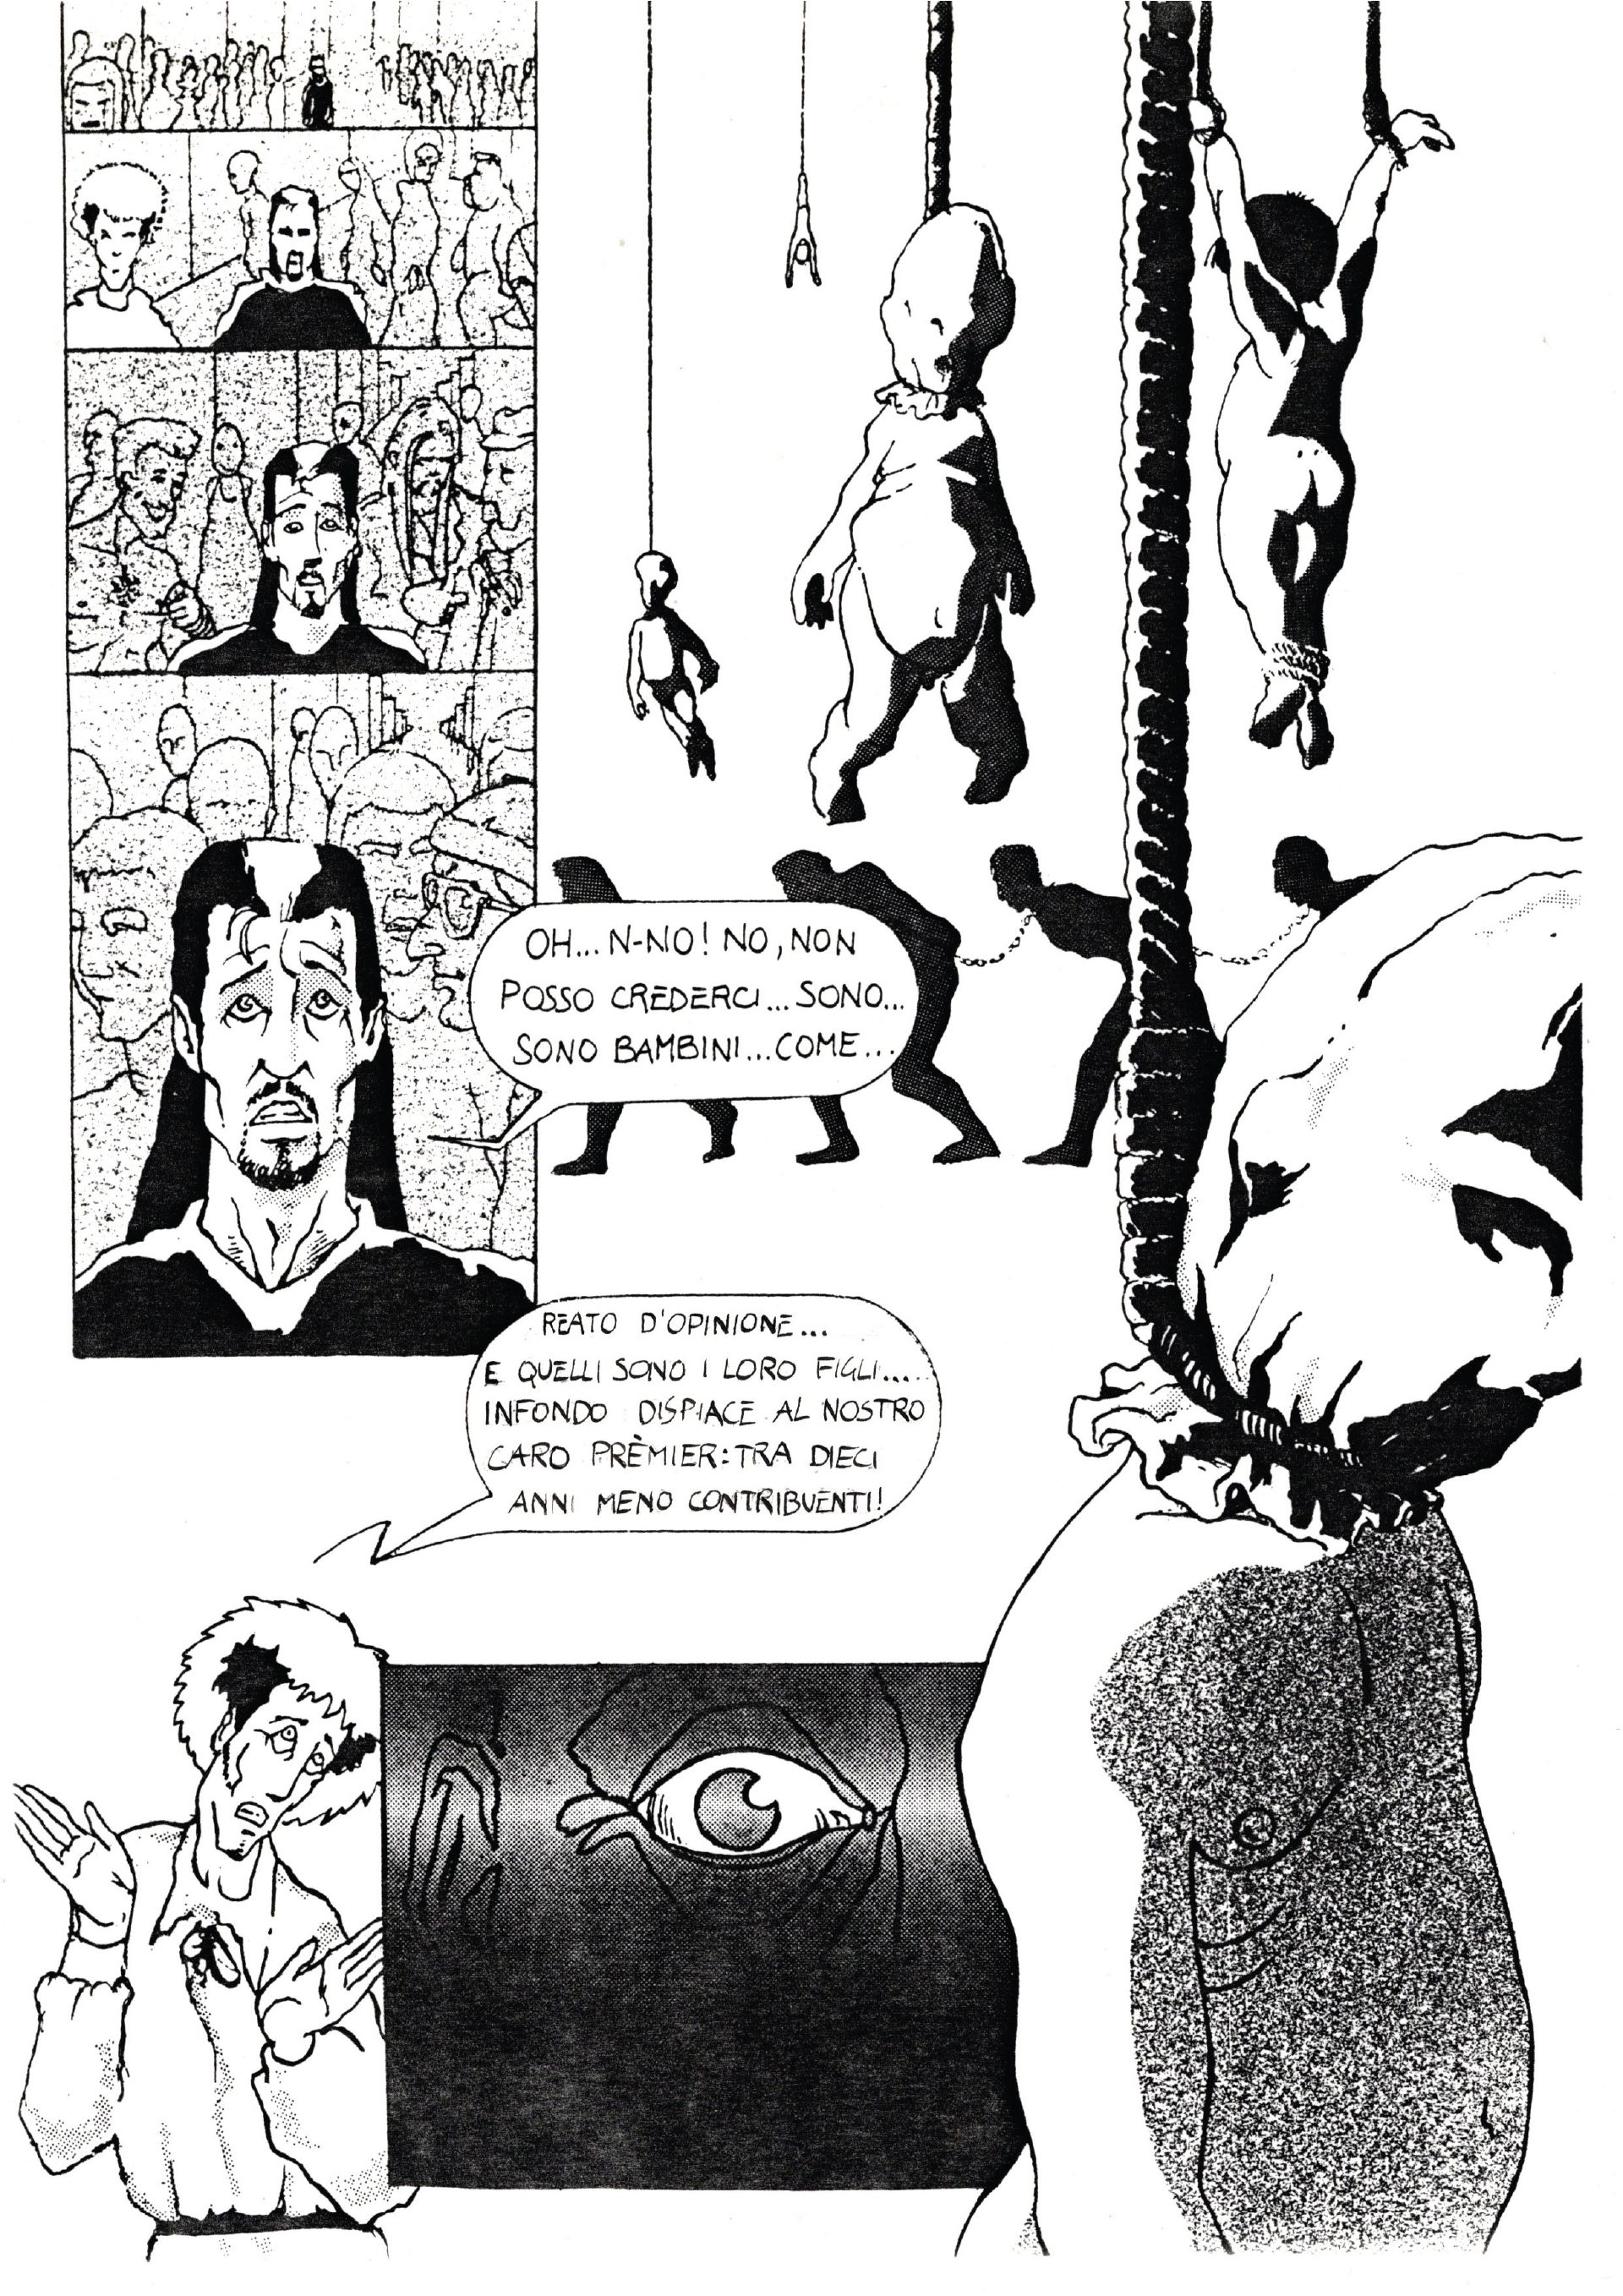 OH... N-NO! NO, NON
POSSO CREDERCI... SONO...
SONO BAMBINI... COME...
REATO D'OPINIONE...
E QUELLI SONO I LORO FIGLI.....
INFONDO DISPIACE AL NOSTRO
CARO PRÈMIER: TRA DIECI
ANNI MENO CONTRIBUENTI!